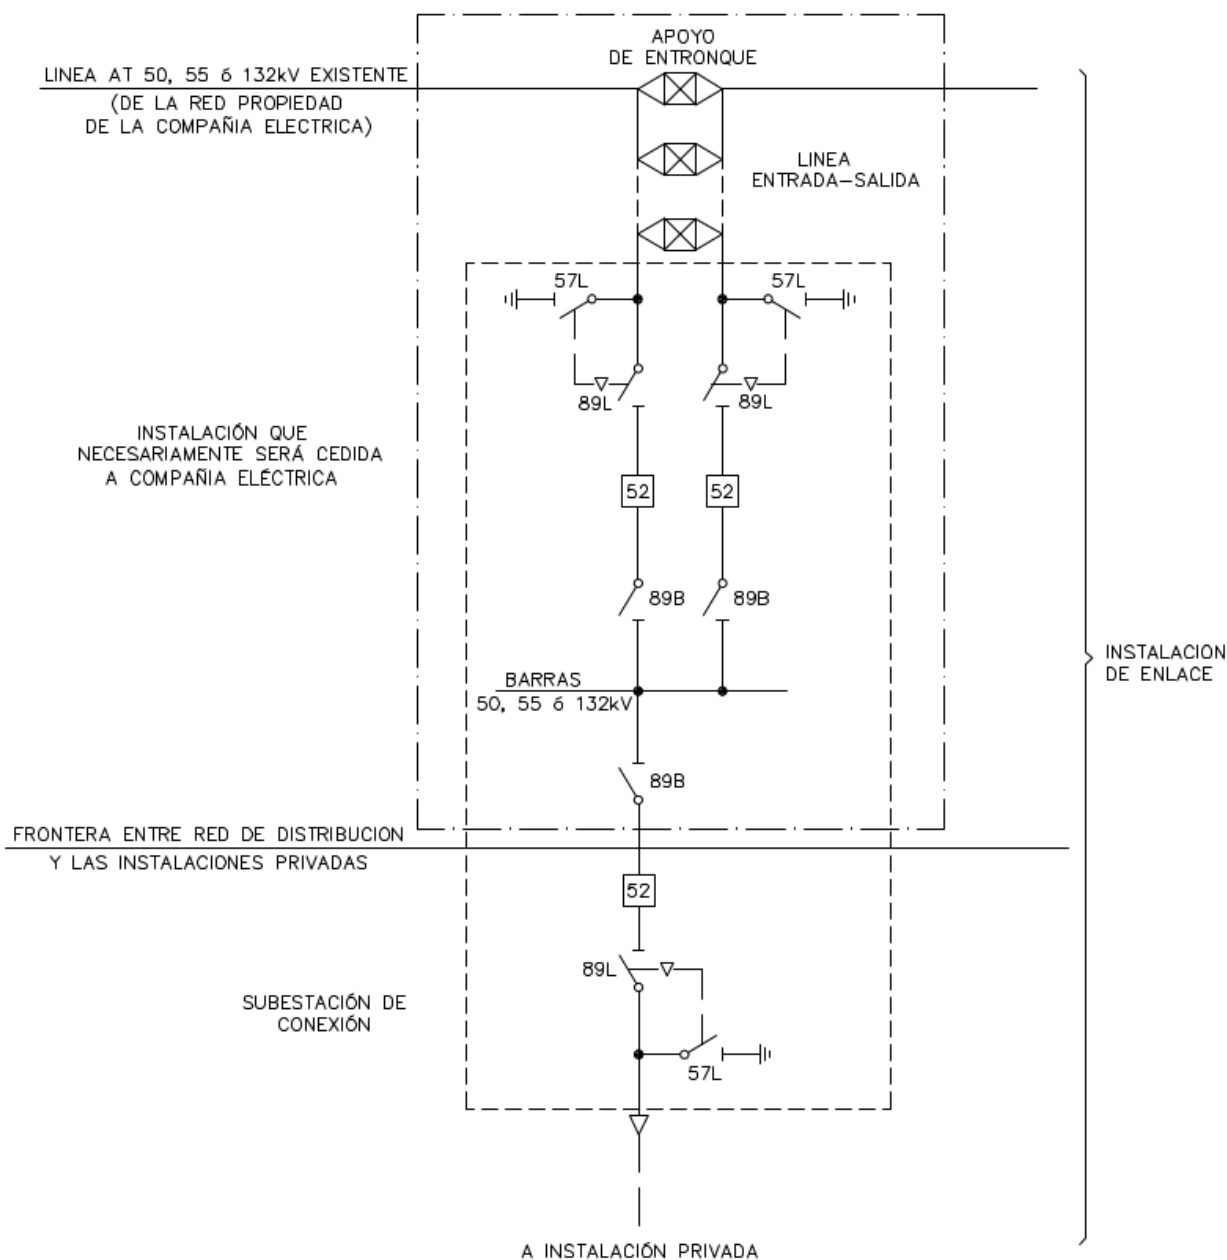 APOYO
DE ENTRONQUE
LINEA AT 50, 55 ó 132kV EXISTENTE
(DE LA RED PROPIEDAD
DE LA COMPAÑIA ELECTRICA)
LINEA
ENTRADA–SALIDA
57L
57L
89L
89L
INSTALACIÓN QUE
NECESARIAMENTE SERÁ CEDIDA
A COMPAÑIA ELÉCTRICA
52
52
89B
89B
INSTALACION
DE ENLACE
BARRAS
50, 55 ó 132kV
89B
FRONTERA ENTRE RED DE DISTRIBUCION
Y LAS INSTALACIONES PRIVADAS
52
89L
SUBESTACIÓN DE
CONEXIÓN
57L
A INSTALACIÓN PRIVADA